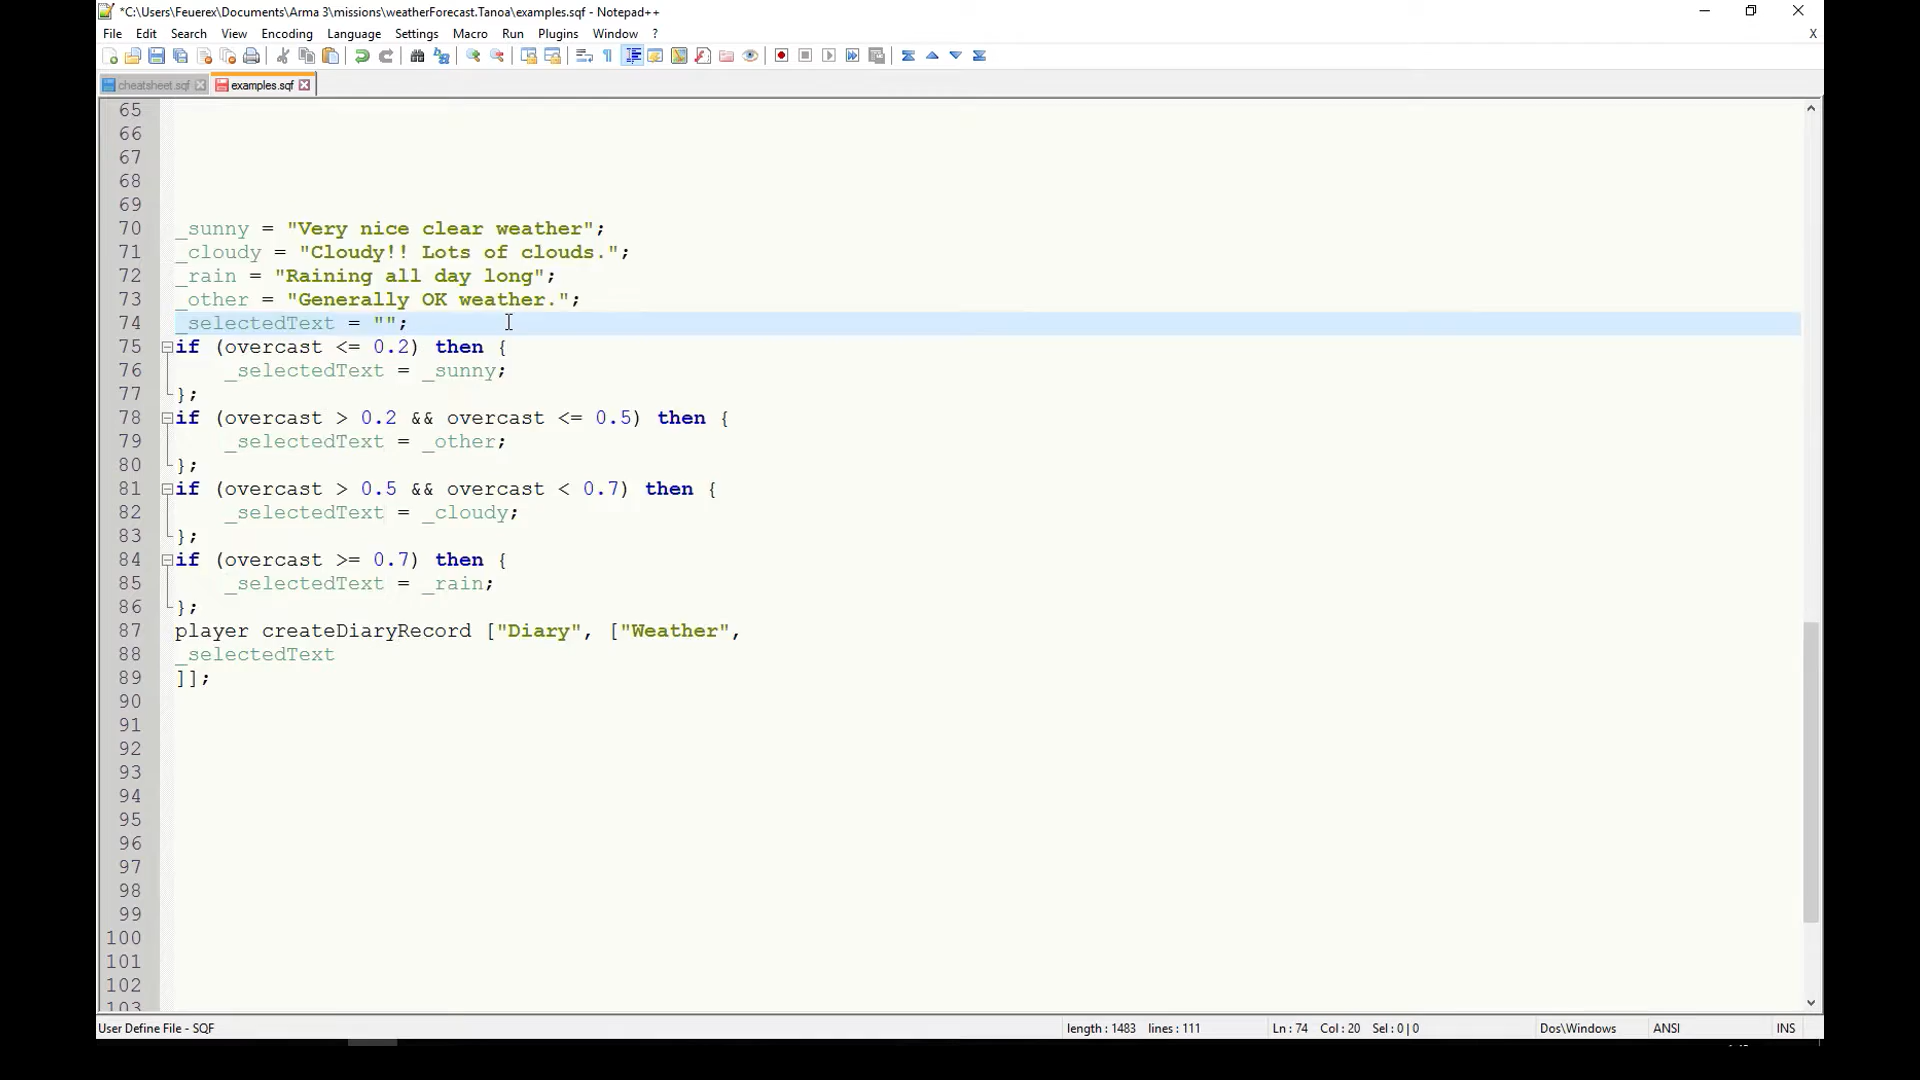 *C:\Users\Feuerex\Documents\Arma 3\missions\weatherForecast.Tanoa\examples.sqf - Notepad++
File Edit Search View Encoding Language Settings Macro Run Plugins Window ? X
cheatsheet.sqf examples.sqf
65
66
67
68
69
70 _sunny = "Very nice clear weather";
71 _cloudy = "Cloudy!! Lots of clouds.";
72 _rain = "Raining all day long";
73 _other = "Generally OK weather.";
74 _selectedText = "";
75 if (overcast <= 0.2) then {
76 _selectedText = _sunny;
77 };
78 if (overcast > 0.2 && overcast <= 0.5) then {
79 _selectedText = _other;
80 };
81 if (overcast > 0.5 && overcast < 0.7) then {
82 _selectedText = _cloudy;
83 };
84 if (overcast >= 0.7) then {
85 _selectedText = _rain;
86 };
87 player createDiaryRecord ["Diary", ["Weather",
88 _selectedText
89 ]];
90
91
92
93
94
95
96
97
98
99
100
101
102
103
User Define File - SQF length : 1483 lines : 111 Ln : 74 Col : 20 Sel : 0 | 0 Dos\Windows ANSI INS